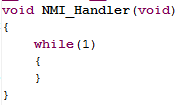 void NMI_Handler(void)
{
    while(1)
    {
    }
}